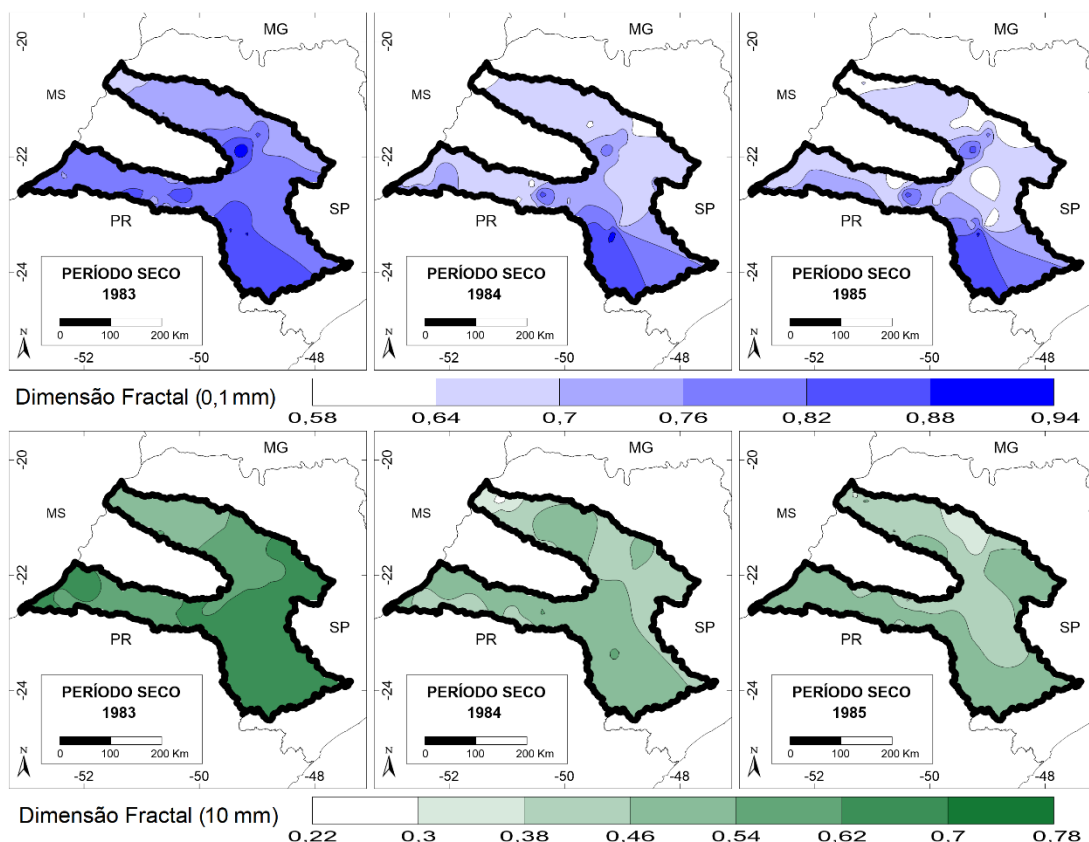 MG
MS
PR
SP
-20
-22
-24
PERÍODO SECO
1983
0 100 200 Km
N
-52 -50 -48
MG
MS
PR
SP
-20
-22
-24
PERÍODO SECO
1984
0 100 200 Km
N
-52 -50 -48
MG
MS
PR
SP
-20
-22
-24
PERÍODO SECO
1985
0 100 200 Km
N
-52 -50 -48
Dimensão Fractal (0,1 mm)
0,58 0,64 0,7 0,76 0,82 0,88 0,94
MG
MS
PR
SP
-20
-22
-24
PERÍODO SECO
1983
0 100 200 Km
N
-52 -50 -48
MG
MS
PR
SP
-20
-22
-24
PERÍODO SECO
1984
0 100 200 Km
N
-52 -50 -48
MG
MS
PR
SP
-20
-22
-24
PERÍODO SECO
1985
0 100 200 Km
N
-52 -50 -48
Dimensão Fractal (10 mm)
0,22 0,3 0,38 0,46 0,54 0,62 0,7 0,78